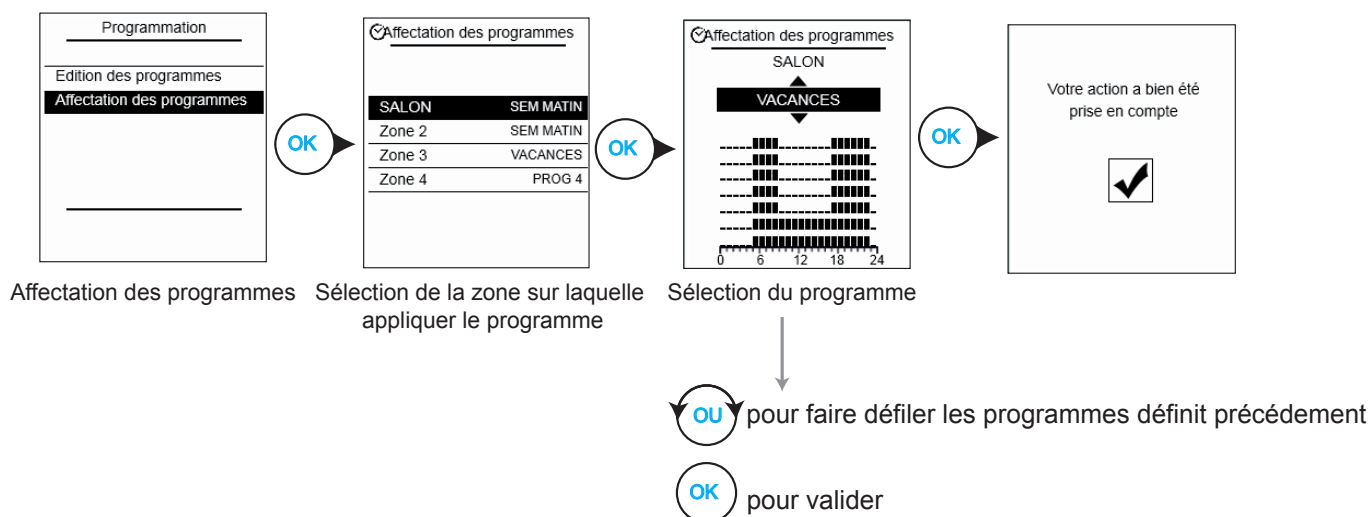 Programmation
Edition des programmes
Affectation des programmes
OK
Affectation des programmes
SALON SEM MATIN
Zone 2 SEM MATIN
Zone 3 VACANCES
Zone 4 PROG 4
OK
Affectation des programmes
SALON
VACANCES
0 6 12 18 24
OK
Votre action a bien été
prise en compte
Affectation des programmes
Sélection de la zone sur laquelle
appliquer le programme
Sélection du programme
OU pour faire défiler les programmes définit précédement
OK pour valider